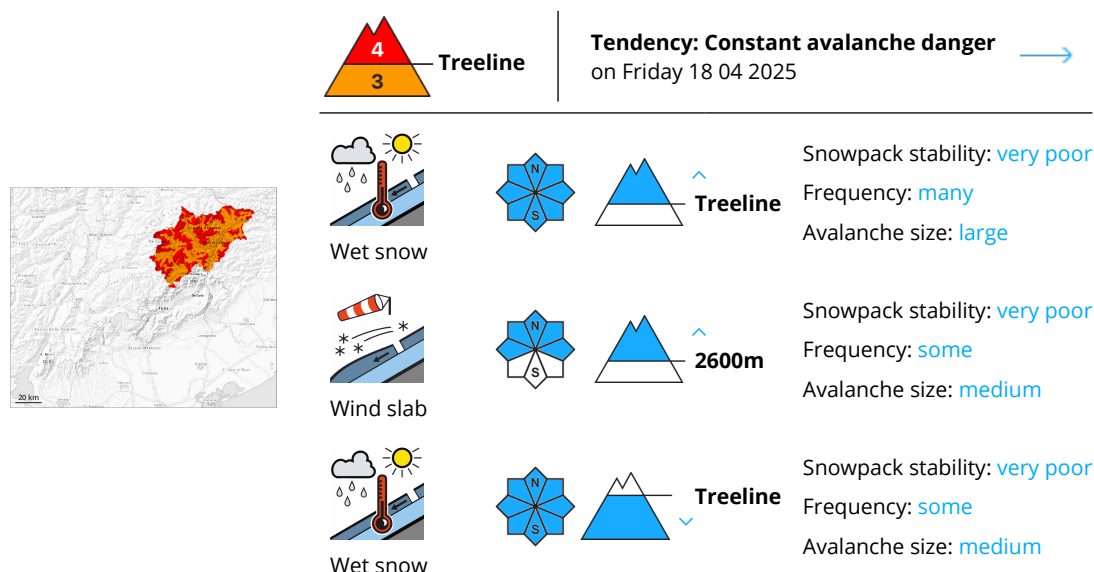 4
3
Treeline
Tendency: Constant avalanche danger
on Friday 18 04 2025
N
S
Treeline
Snowpack stability: very poor
Frequency: many
Avalanche size: large
Wet snow
20 km
N
S
2600m
Snowpack stability: very poor
Frequency: some
Avalanche size: medium
Wind slab
N
S
Treeline
Snowpack stability: very poor
Frequency: some
Avalanche size: medium
Wet snow